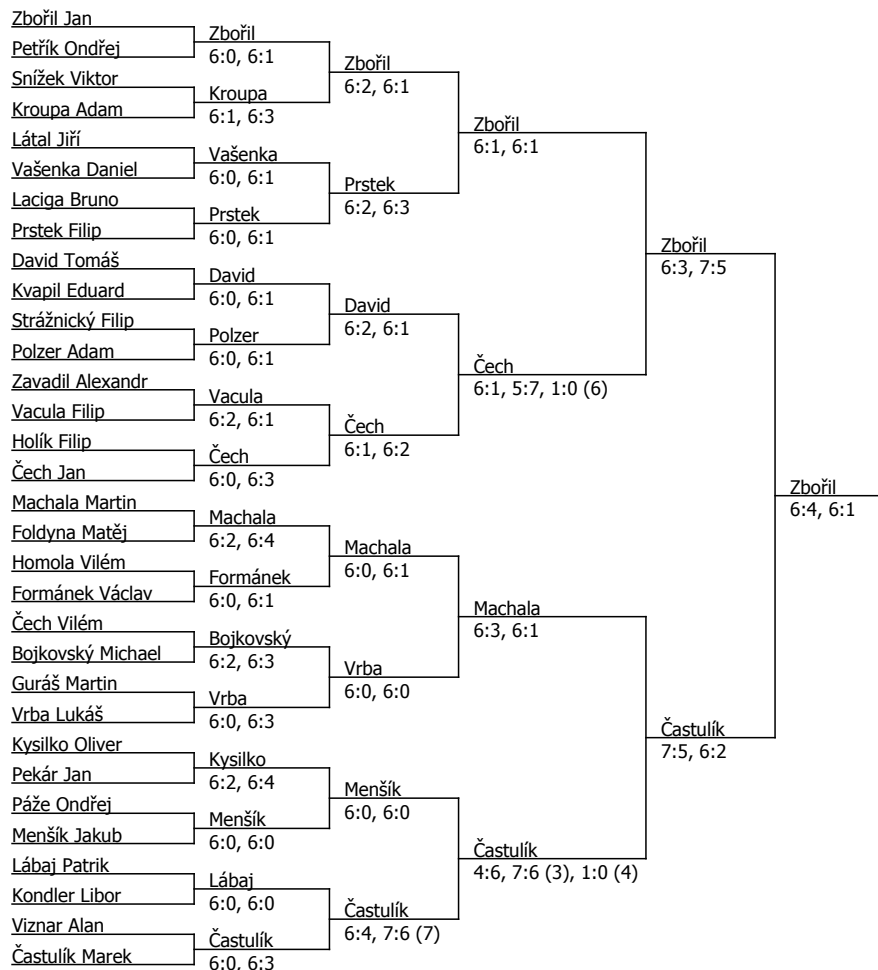 Zbořil Jan
Petřík Ondřej
Snížek Viktor
Kroupa Adam
Látal Jiří
Vašenka Daniel
Laciga Bruno
Prstek Filip
David Tomáš
Kvapil Eduard
Strážnický Filip
Polzer Adam
Zavadil Alexandr
Vacula Filip
Holík Filip
Čech Jan
Machala Martin
Foldyna Matěj
Homola Vilém
Formánek Václav
Čech Vilém
Bojkovský Michael
Guráš Martin
Vrba Lukáš
Kysilko Oliver
Pekár Jan
Páže Ondřej
Menšík Jakub
Lábaj Patrik
Kondler Libor
Viznar Alan
Častulík Marek
Zbořil
6:0, 6:1
Kroupa
6:1, 6:3
Vašenka
6:0, 6:1
Prstek
6:0, 6:1
David
6:0, 6:1
Polzer
6:0, 6:1
Vacula
6:2, 6:1
Čech
6:0, 6:3
Machala
6:2, 6:4
Formánek
6:0, 6:1
Bojkovský
6:2, 6:3
Vrba
6:0, 6:3
Kysilko
6:2, 6:4
Menšík
6:0, 6:0
Lábaj
6:0, 6:0
Častulík
6:0, 6:3
Zbořil
6:2, 6:1
Prstek
6:2, 6:3
David
6:2, 6:1
Čech
6:1, 6:2
Machala
6:0, 6:1
Vrba
6:0, 6:0
Menšík
6:0, 6:0
Častulík
6:4, 7:6 (7)
Zbořil
6:1, 6:1
Čech
6:1, 5:7, 1:0 (6)
Machala
6:3, 6:1
Častulík
4:6, 7:6 (3), 1:0 (4)
Zbořil
6:3, 7:5
Častulík
7:5, 6:2
Zbořil
6:4, 6:1